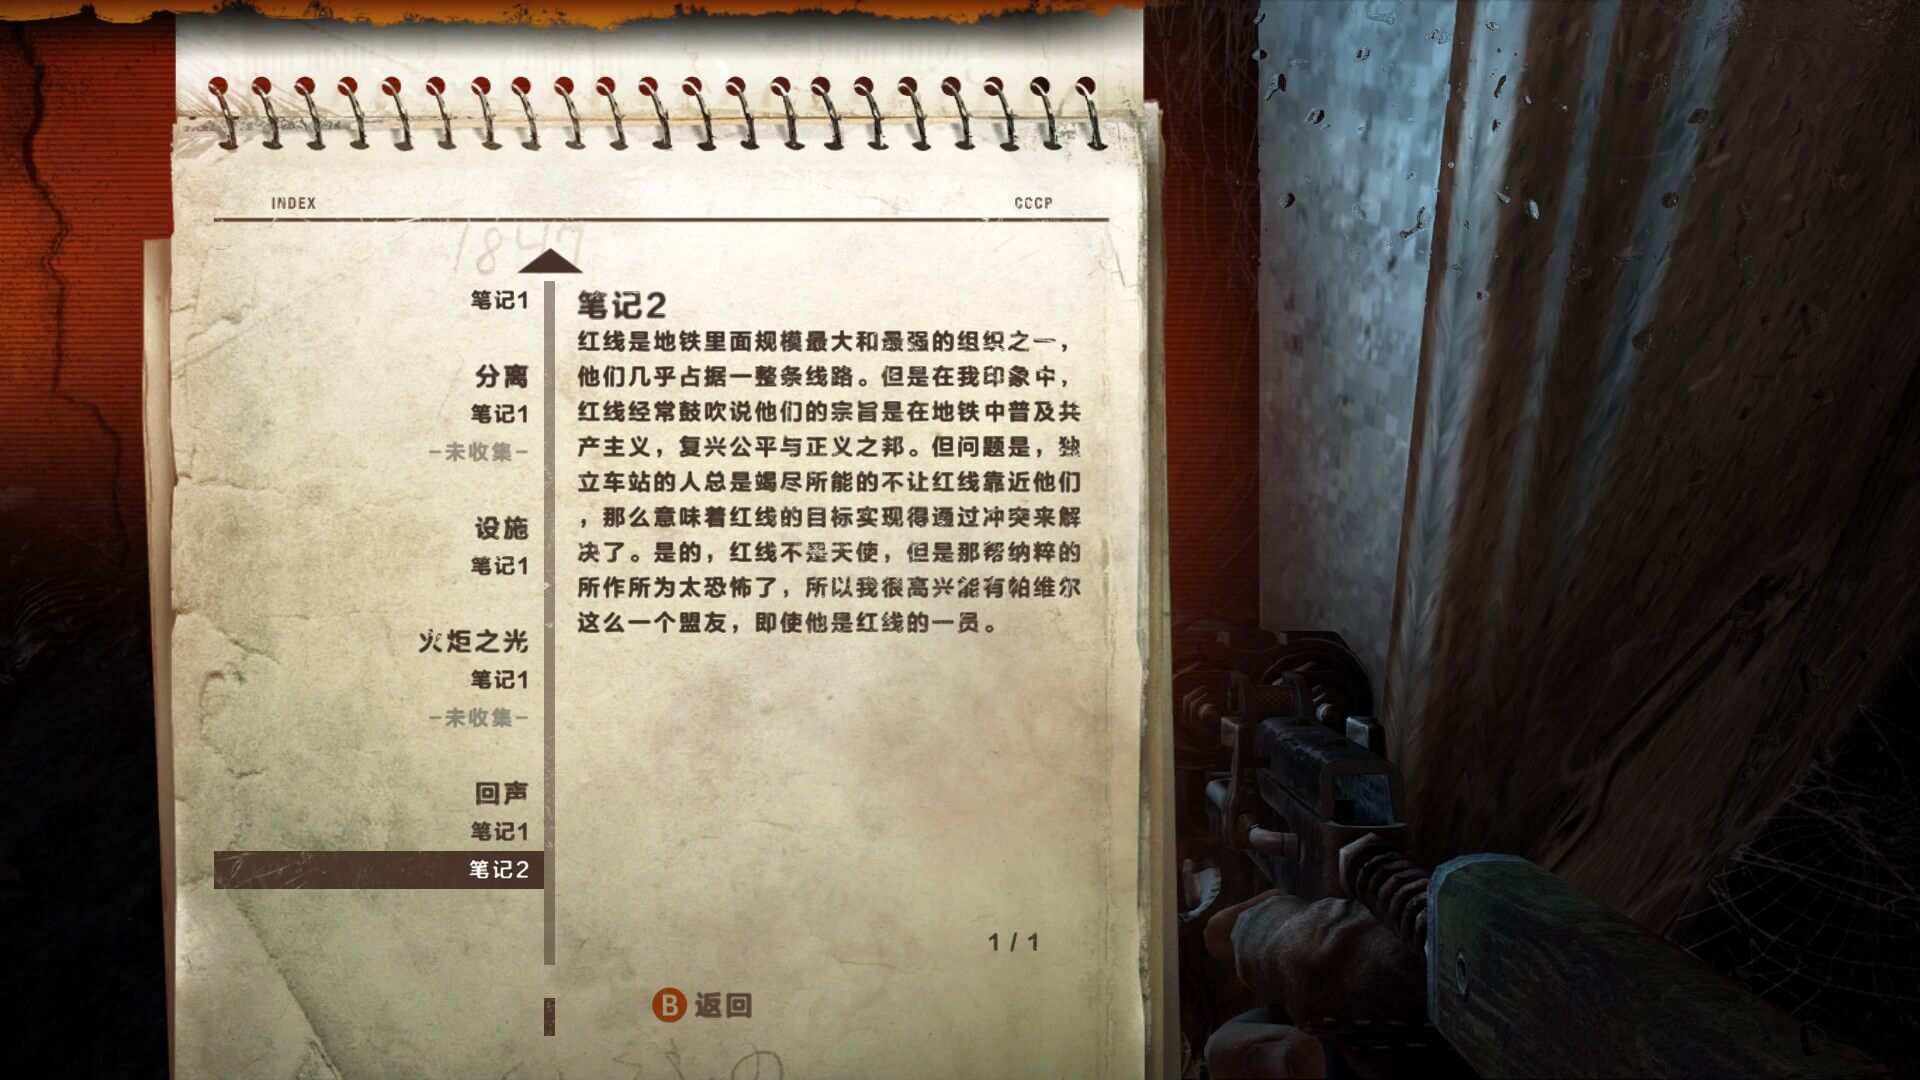 INDEX
CCCP
笔记1
分离
笔记1
-未收集-
设施
笔记1
火炬之光
笔记1
-未收集-
回声
笔记1
笔记2
笔记2
红线是地铁里面规模最大和最强的组织之一，
他们几乎占据一整条线路。但是在我印象中，
红线经常鼓吹说他们的宗旨是在地铁中普及共
产主义，复兴公平与正义之邦。但问题是，独
立车站的人总是竭尽所能的不让红线靠近他们
，那么意味着红线的目标实现得通过冲突来解
决了。是的，红线不是天使，但是那帮纳粹的
所作所为太恐怖了，所以我很高兴能有帕维尔
这么一个盟友，即使他是红线的一员。
1/1
B 返回